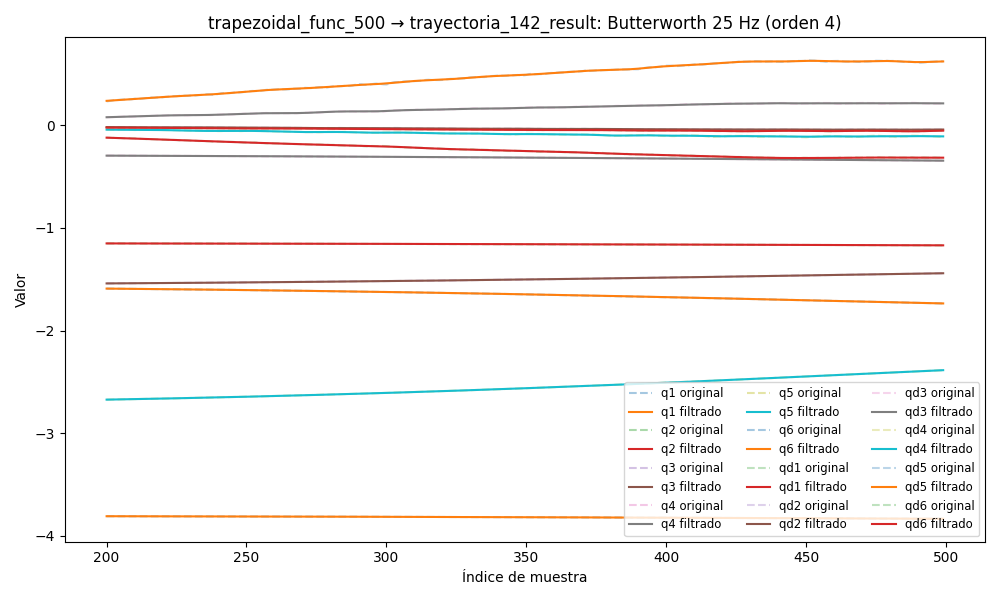 trapezoidal_func_500 → trayectoria_142_result: Butterworth 25 Hz (orden 4)
Valor
0
−1
−2
−3
−4
200
250
300
350
400
450
500
Índice de muestra
q1 original
q1 filtrado
q2 original
q2 filtrado
q3 original
q3 filtrado
q4 original
q4 filtrado
q5 original
q5 filtrado
q6 original
q6 filtrado
qd1 original
qd1 filtrado
qd2 original
qd2 filtrado
qd3 original
qd3 filtrado
qd4 original
qd4 filtrado
qd5 original
qd5 filtrado
qd6 original
qd6 filtrado